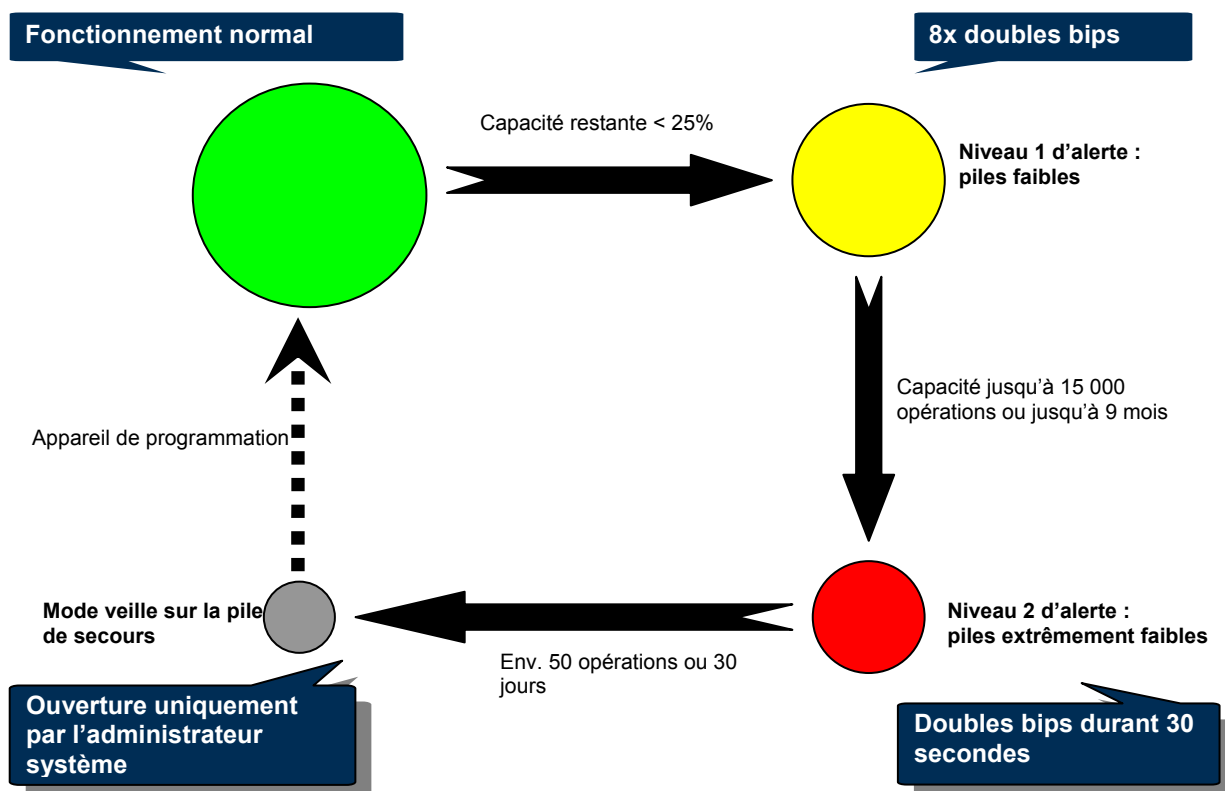 Fonctionnement normal
8x doubles bips
Capacité restante < 25%
Niveau 1 d’alerte :
piles faibles
Capacité jusqu’à 15 000
opérations ou jusqu’à 9 mois
Appareil de programmation
Mode veille sur la pile
de secours
Niveau 2 d’alerte :
piles extrêmement faibles
Env. 50 opérations ou 30
jours
Ouverture uniquement
par l’administrateur
système
Doubles bips durant 30
secondes